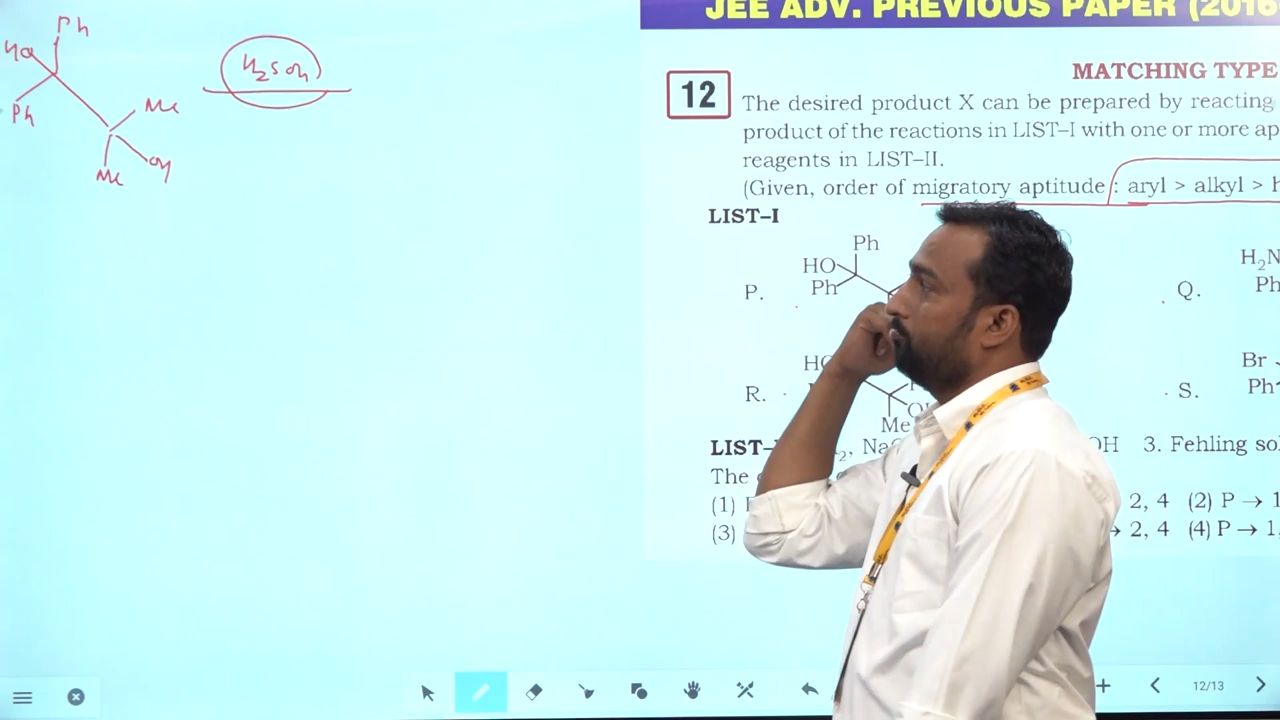 Ph
HO
Ph
Me
Me
OH
H₂SO₄
JEE ADV. PREVIOUS PAPER (2016
MATCHING TYPE
12
The desired product X can be prepared by reacting
product of the reactions in LIST–I with one or more ap
reagents in LIST–II.
(Given, order of migratory aptitude : aryl > alkyl > h
LIST–I
P.
Ph
HO
Ph
Q.
H₂N
Ph
R.
Me
S.
Br
Ph
LIST– ₂, Na OH 3. Fehling sol
The
(1) 2, 4 (2) P → 1
(3) → 2, 4 (4) P → 1,
12/13